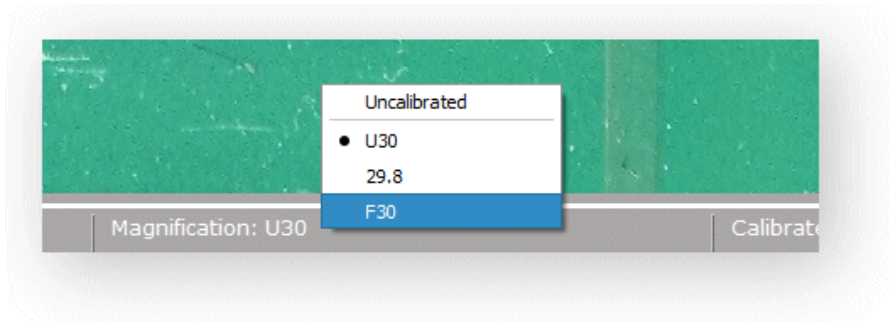 Uncalibrated
U30
29.8
F30
Magnification: U30
Calibrate